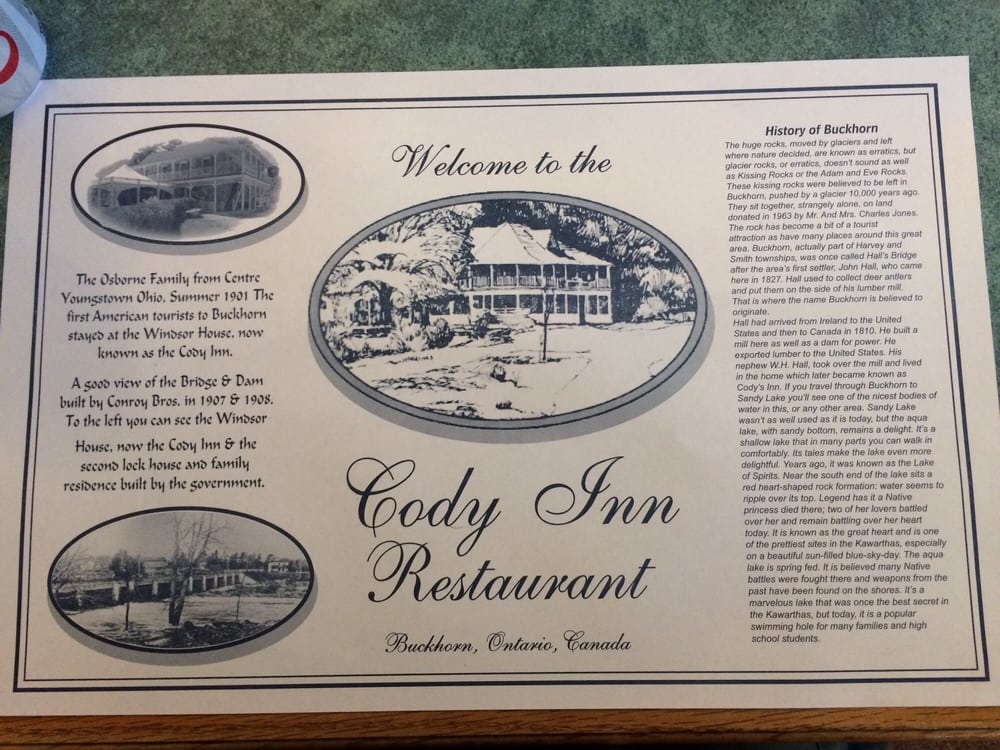 The Osborne Family from Centre
Youngstown Ohio, Summer 1901 The
first American tourists to Buckhorn
stayed at the Windsor House, now
known as the Cody Inn.
A good view of the Bridge & Dam
built by Conroy Bros. in 1907 & 1908.
To the left you can see the Windsor
House, now the Cody Inn & the
second lock house and family
residence built by the government.
Welcome to the
Cody Inn
Restaurant
Buckhorn, Ontario, Canada
History of Buckhorn
The huge rocks, moved by glaciers and left
where nature decided, are known as erratics, but
glacier rocks, or erratics, doesn't sound as well
as Kissing Rocks or the Adam and Eve Rocks.
These kissing rocks were believed to be left in
Buckhorn, pushed by a glacier 10,000 years ago.
They sit together, strangely alone, on land
donated in 1963 by Mr. And Mrs. Charles Jones.
The rock has become a bit of a tourist
attraction as have many places around this great
area. Buckhorn, actually part of Harvey and
Smith townships, was once called Hall's Bridge
after the area's first settler, John Hall, who came
here in 1827. Hall used to collect deer antlers
and put them on the side of his lumber mill.
That is where the name Buckhorn is believed to
originate.
Hall had arrived from Ireland to the United
States and then to Canada in 1810. He built a
mill here as well as a dam for power. He
exported lumber to the United States. His
nephew W.H. Hall, took over the mill and lived
in the home which later became known as
Cody's Inn. If you travel through Buckhorn to
Sandy Lake you'll see one of the nicest bodies of
water in this, or any other area. Sandy Lake
wasn't as well used as it is today, but the aqua
lake, with sandy bottom, remains a delight. It's a
shallow lake that in many parts you can walk in
comfortably. Its tales make the lake even more
delightful. Years ago, it was known as the Lake
of Spirits. Near the south end of the lake sits a
red heart-shaped rock formation: water seems to
ripple over its top. Legend has it a Native
princess died there; two of her lovers battled
over her and remain battling over her heart
today. It is known as the great heart and is one
of the prettiest sites in the Kawarthas, especially
on a beautiful sun-filled blue-sky-day. The aqua
lake is spring fed. It is believed many Native
battles were fought there and weapons from the
past have been found on the shores. It's a
marvelous lake that was once the best secret in
the Kawarthas, but today, it is a popular
swimming hole for many families and high
school students.